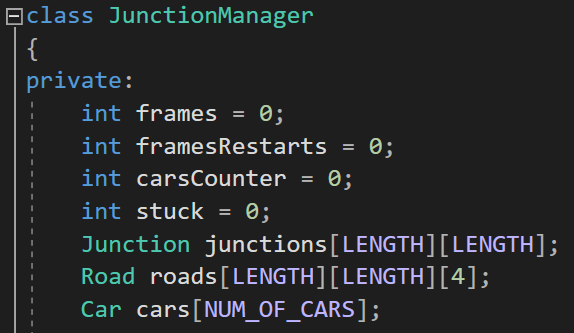 class JunctionManager
{
private:
    int frames = 0;
    int framesRestarts = 0;
    int carsCounter = 0;
    int stuck = 0;
    Junction junctions[LENGTH][LENGTH];
    Road roads[LENGTH][LENGTH][4];
    Car cars[NUM_OF_CARS];